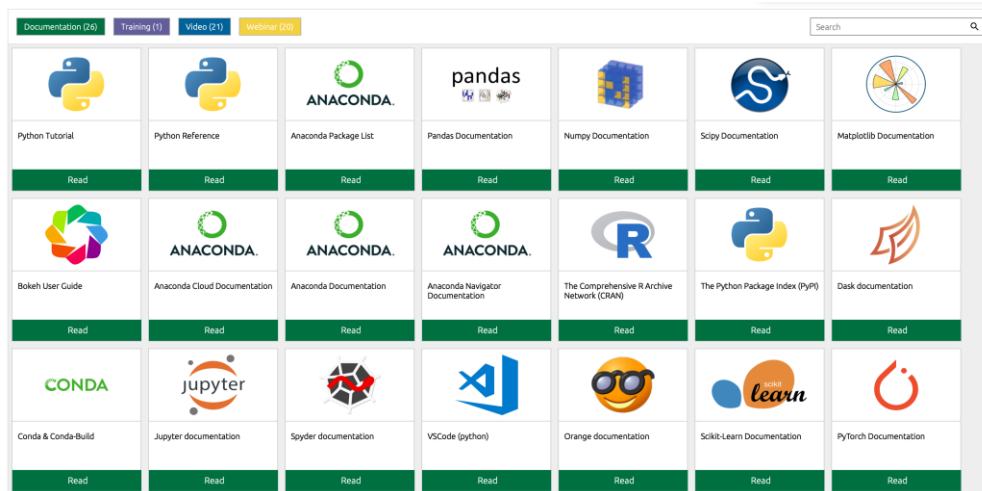 Documentation (26) Training (1) Video (21) Webinar (20) Search
ANACONDA. pandas
Python Tutorial Python Reference Anaconda Package List Pandas Documentation Numpy Documentation Scipy Documentation Matplotlib Documentation
Read Read Read Read Read Read Read
ANACONDA. ANACONDA. ANACONDA. R
Bokeh User Guide Anaconda Cloud Documentation Anaconda Documentation Anaconda Navigator Documentation The Comprehensive R Archive Network (CRAN) The Python Package Index (PyPI) Dask documentation
Read Read Read Read Read Read Read
CONDA jupyter scikit learn
Conda & Conda-Build Jupyter documentation Spyder documentation VSCode (python) Orange documentation Scikit-Learn Documentation PyTorch Documentation
Read Read Read Read Read Read Read